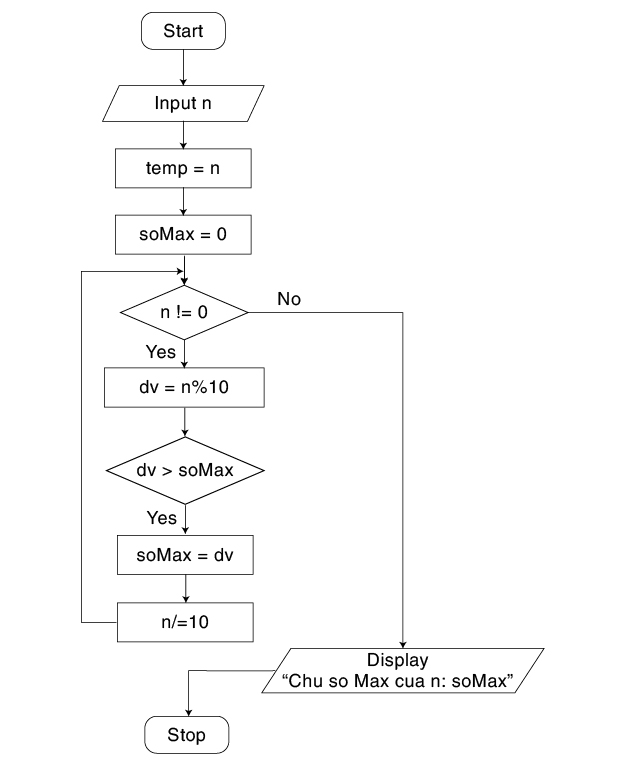 Start
Input n
temp = n
soMax = 0
n != 0
No
Yes
dv = n%10
dv > soMax
Yes
soMax = dv
n/=10
Display
“Chu so Max cua n: soMax”
Stop